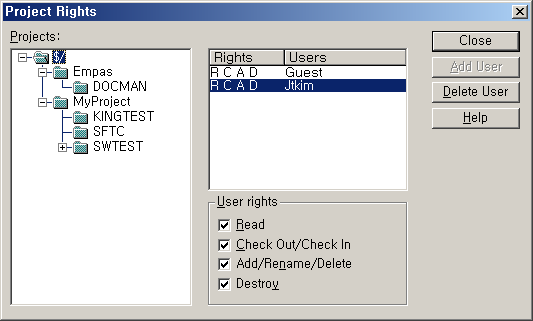 Project Rights
Projects:
$/
Empas
DOCMAN
MyProject
KINGTEST
SFTC
SWTEST
Rights Users
R C A D Guest
R C A D Jtkim
User rights
Read
Check Out/Check In
Add/Rename/Delete
Destroy
Close
Add User
Delete User
Help